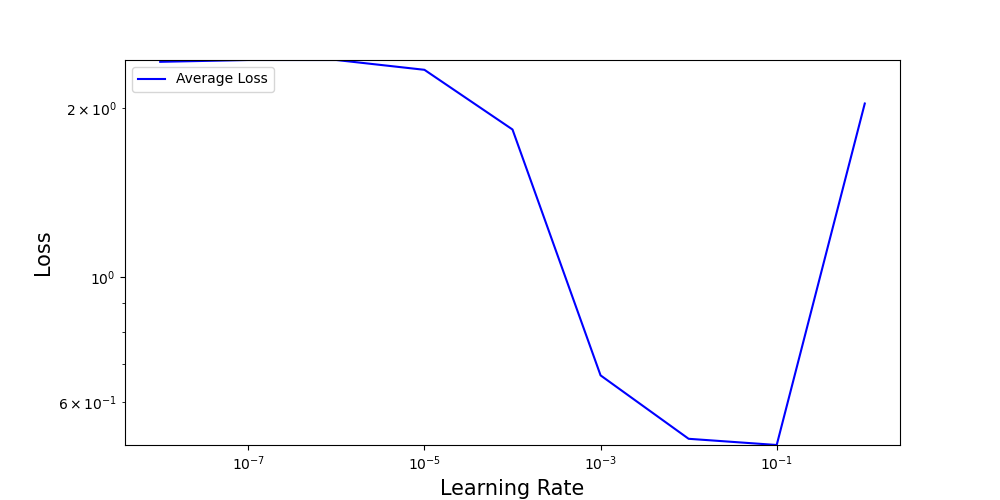 Average Loss
2 × 10⁰
10⁰
6 × 10⁻¹
Loss
10⁻⁷ 10⁻⁵ 10⁻³ 10⁻¹
Learning Rate